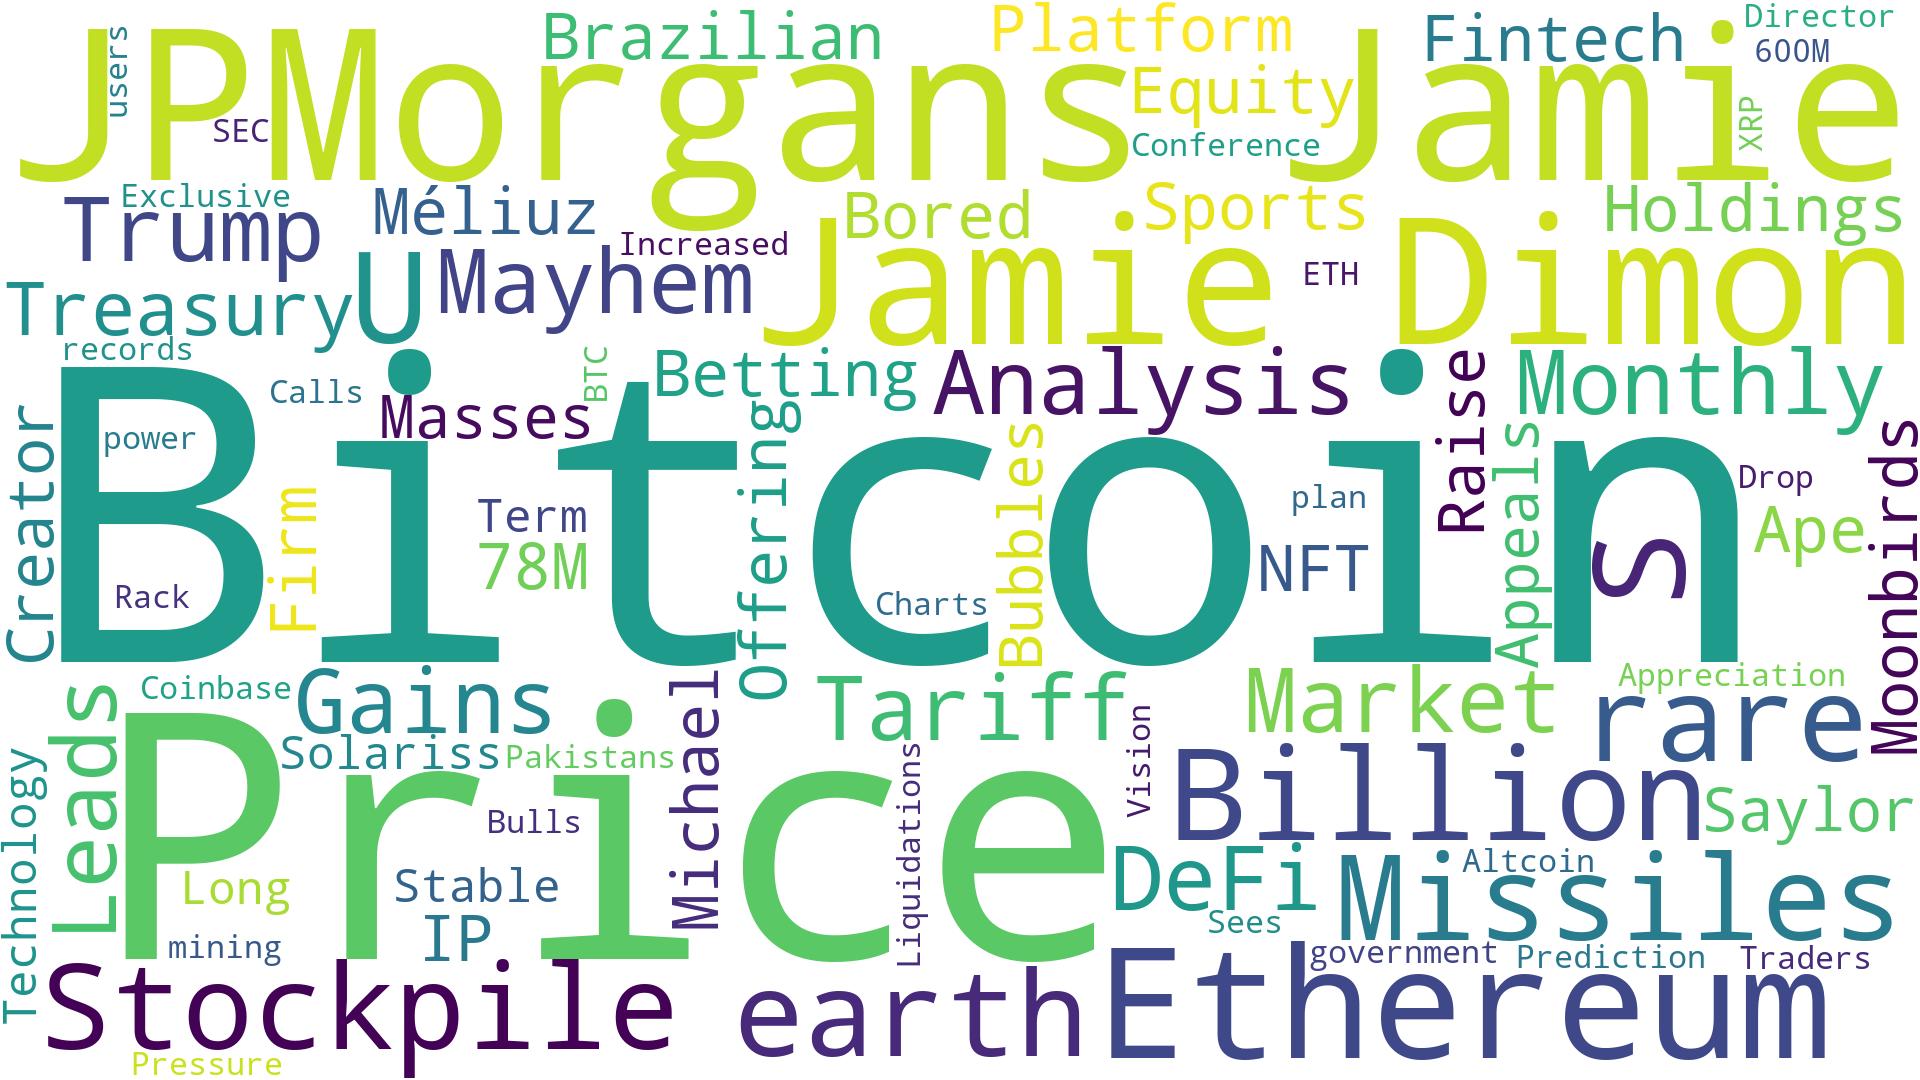 users
Brazilian
Platform
Fintech
Director
600M
JPMorgans
Jamie
Equity
SEC
Conference
XRP
Exclusive
Trump
Méliuz
Bored
Sports
Holdings
Increased
Mayhem
Jamie
Dimon
ETH
Treasury
U
records
Calls
BTC
Betting
Analysis
Raise
Monthly
Masses
Creator
power
Bitcoin
Offering
Bubbles
Appeals
Moonbirds
Drop
plan
Firm
Term
78M
NFT
S
Ape
Rack
Charts
Coinbase
Gains
Michael
Tariff
Market
Appreciation
rare
Leads
Solariss
Pakistans
Technology
Price
Liquidations
Vision
Billion
Saylor
Bulls
Long
Stable
DeFi
Altcoin
Missiles
IP
Sees
mining
government
Prediction
Traders
Stockpile
earth
Ethereum
Pressure